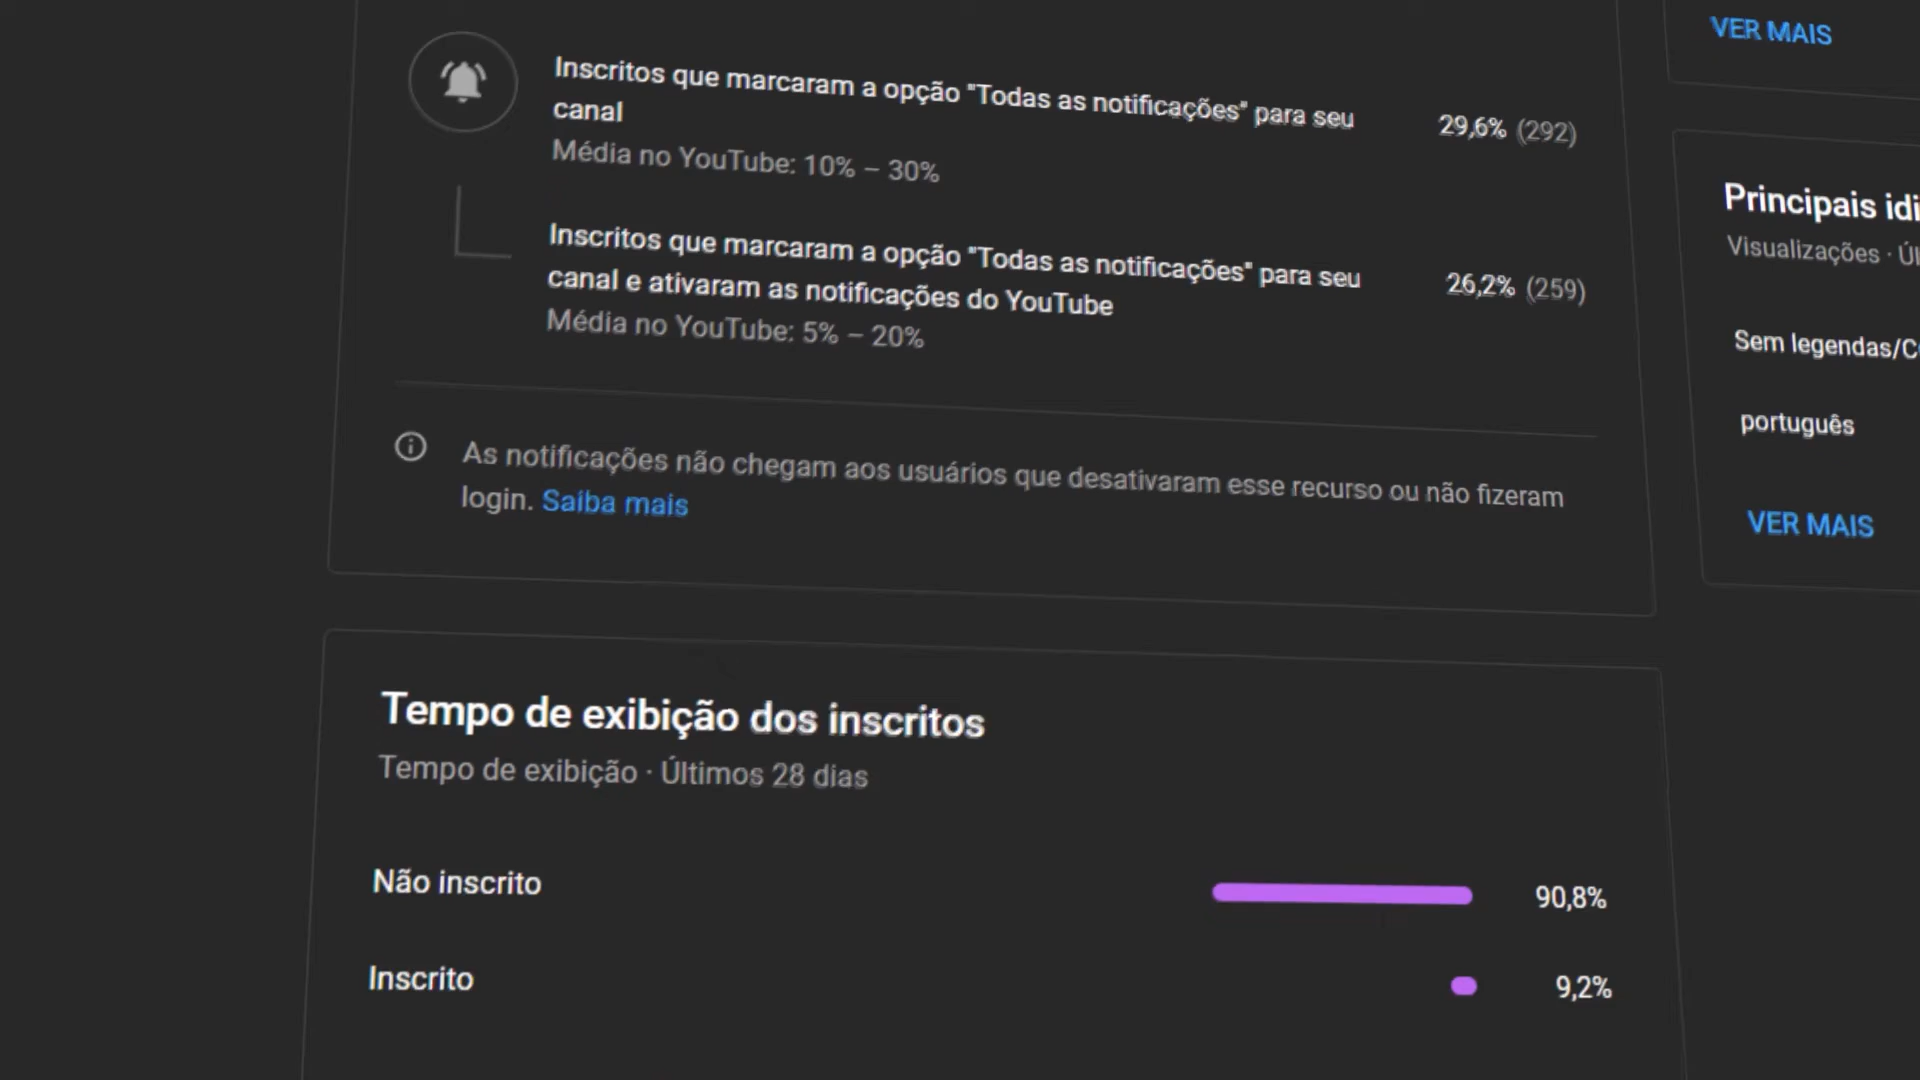 Inscritos que marcaram a opção "Todas as notificações" para seu
canal
29,6% (292)
Média no YouTube: 10% – 30%
Inscritos que marcaram a opção "Todas as notificações" para seu
canal e ativaram as notificações do YouTube
26,2% (259)
Média no YouTube: 5% – 20%
As notificações não chegam aos usuários que desativaram esse recurso ou não fizeram
login. Saiba mais
Tempo de exibição dos inscritos
Tempo de exibição · Últimos 28 dias
Não inscrito 90,8%
Inscrito 9,2%
VER MAIS
Principais
Visualizações ·
Sem legendas/
português
VER MAIS